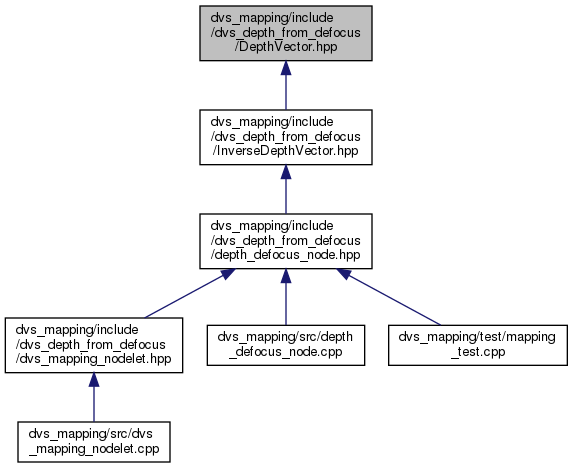 dvs_mapping/include
/dvs_depth_from_defocus
/DepthVector.hpp
dvs_mapping/include
/dvs_depth_from_defocus
/InverseDepthVector.hpp
dvs_mapping/include
/dvs_depth_from_defocus
/depth_defocus_node.hpp
dvs_mapping/include
/dvs_depth_from_defocus
/dvs_mapping_nodelet.hpp
dvs_mapping/src/depth
_defocus_node.cpp
dvs_mapping/test/mapping
_test.cpp
dvs_mapping/src/dvs
_mapping_nodelet.cpp